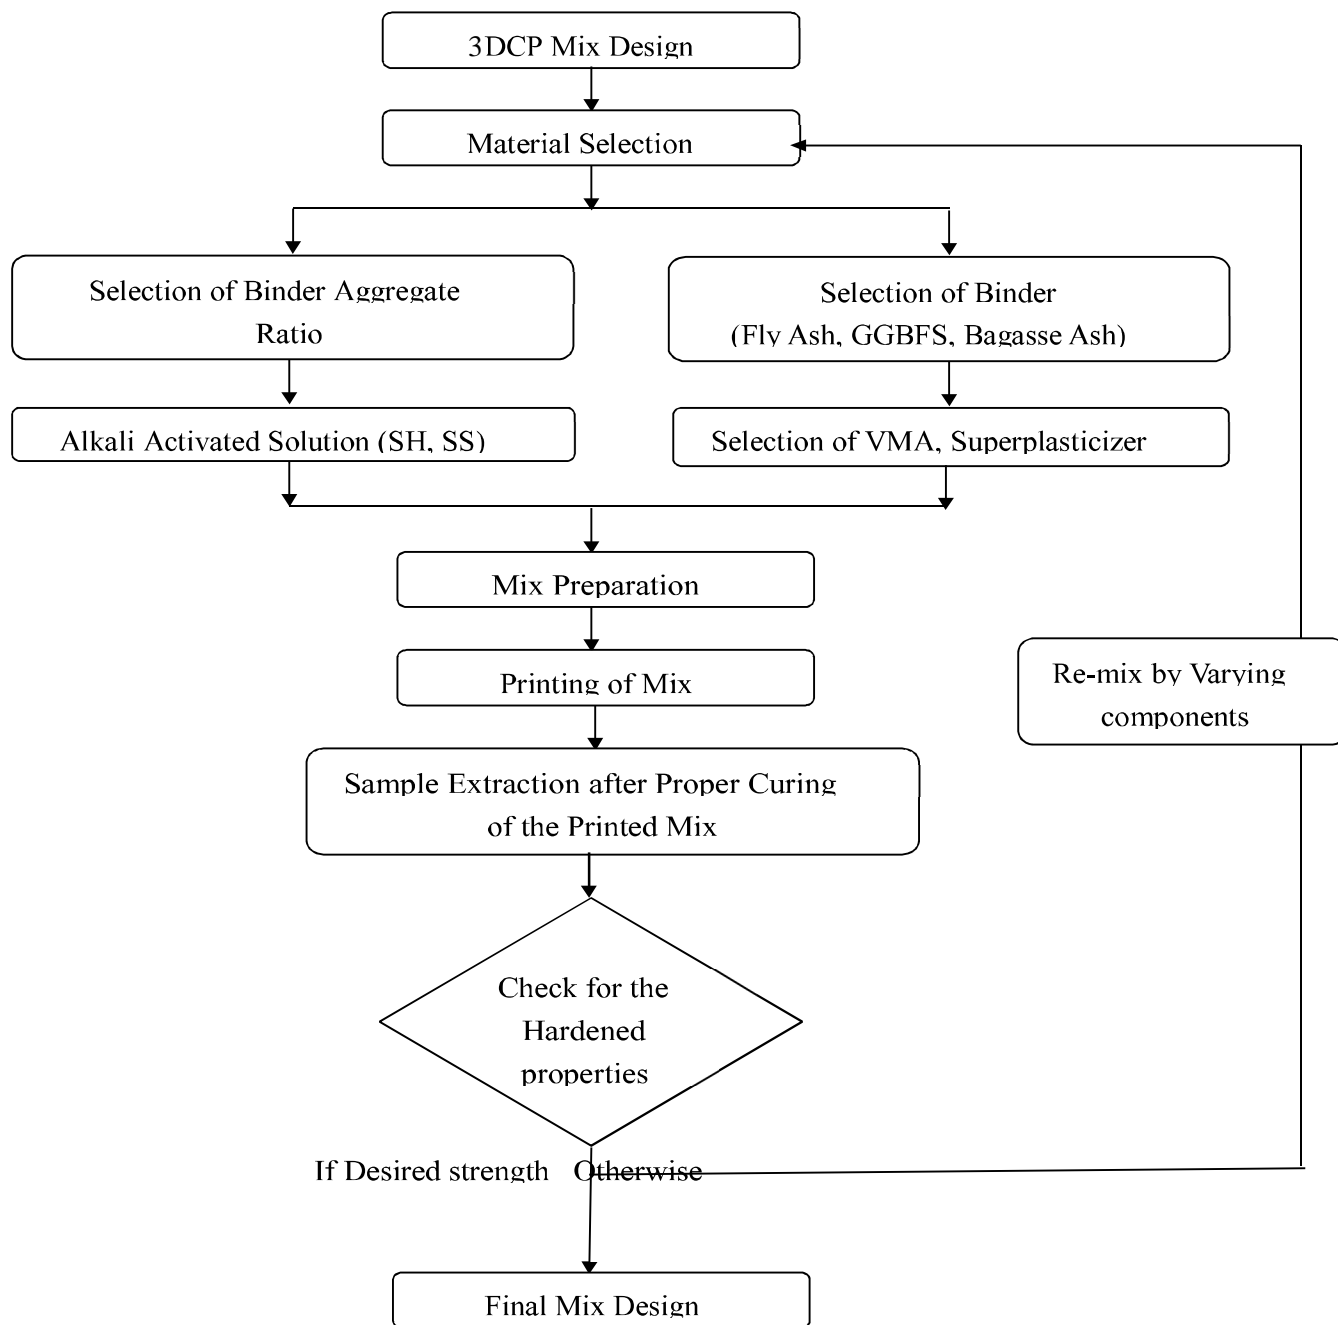 3DCP Mix Design
Material Selection
Selection of Binder Aggregate
Ratio
Selection of Binder
(Fly Ash, GGBFS, Bagasse Ash)
Alkali Activated Solution (SH, SS)
Selection of VMA, Superplasticizer
Mix Preparation
Printing of Mix
Re-mix by Varying
components
Sample Extraction after Proper Curing
of the Printed Mix
Check for the
Hardened
properties
If Desired strength Otherwise
Final Mix Design